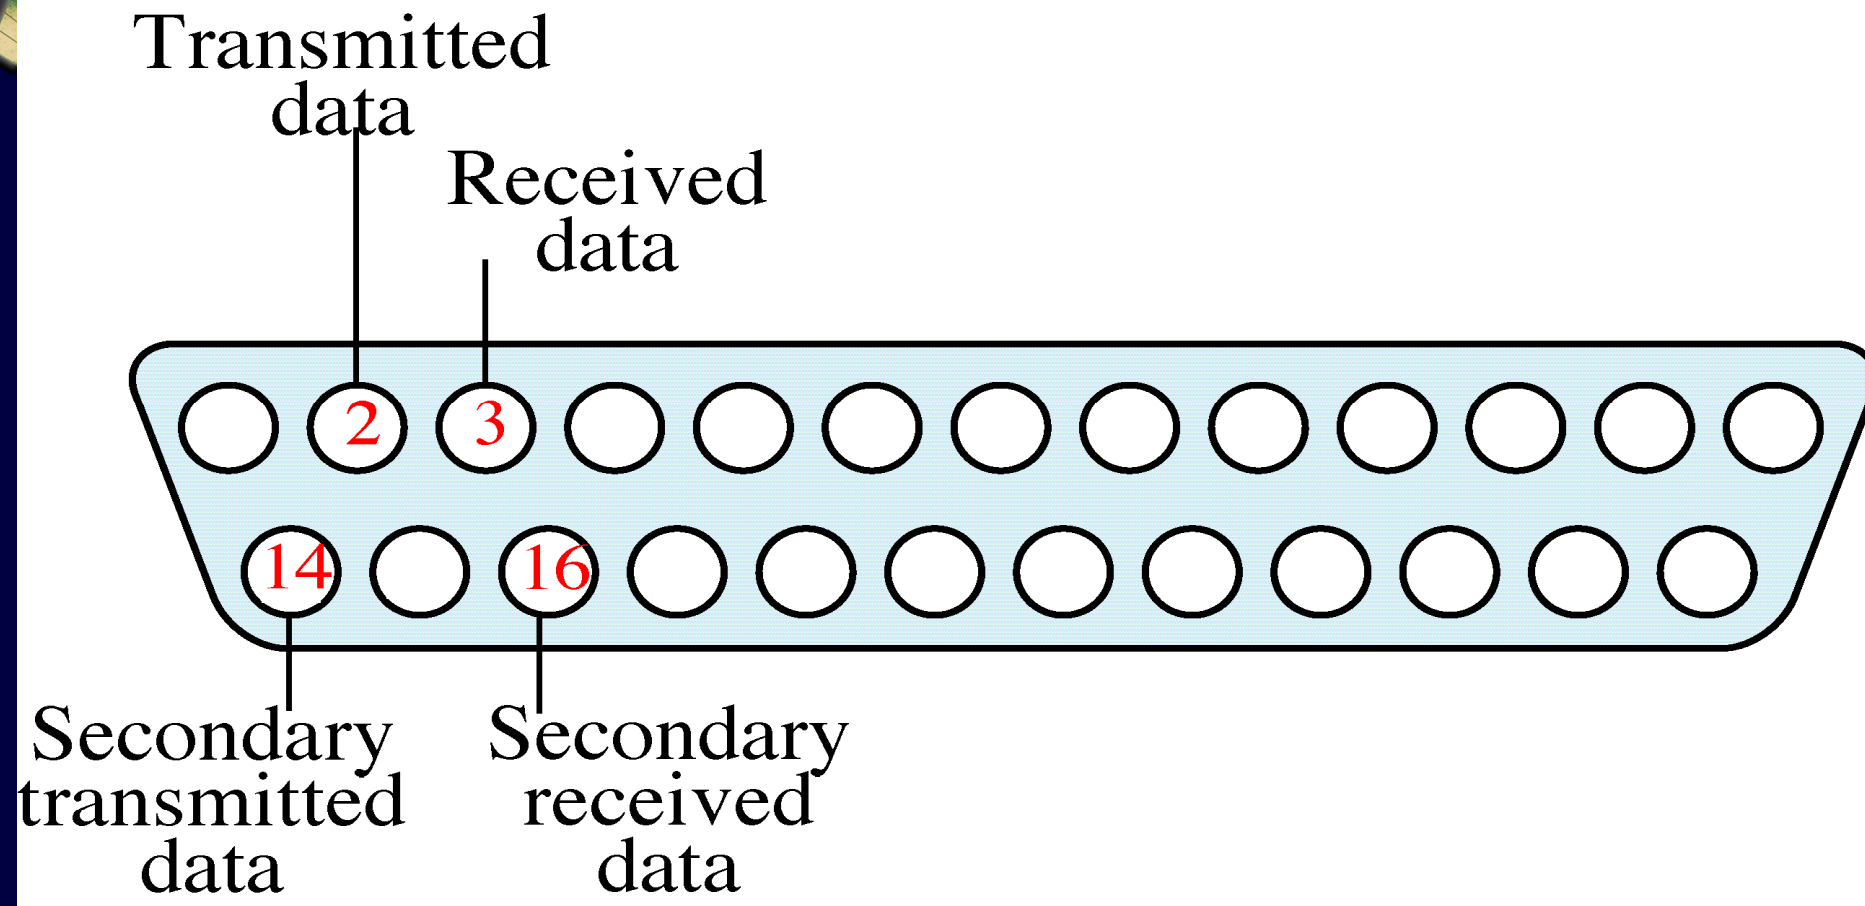 Transmitted
data
Received
data
2
3
14
16
Secondary
transmitted
data
Secondary
received
data